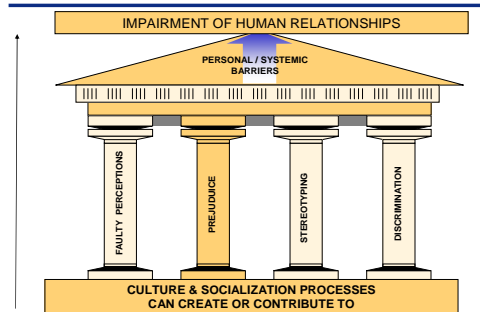 IMPAIRMENT OF HUMAN RELATIONSHIPS
PERSONAL / SYSTEMIC
BARRIERS
FAULTY PERCEPTIONS
PREJUDUICE
STEREOTYPING
DISCRIMINATION
CULTURE & SOCIALIZATION PROCESSES
CAN CREATE OR CONTRIBUTE TO